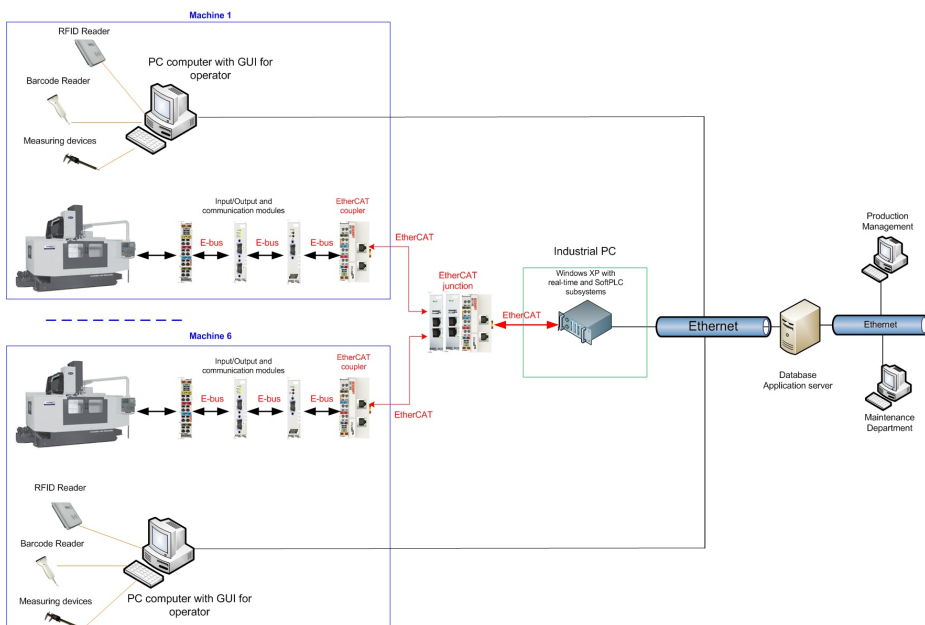 Machine 1
RFID Reader
PC computer with GUI for
operator
Barcode Reader
Measuring devices
Input/Output and
communication modules
EtherCAT
coupler
E-bus
E-bus
E-bus
EtherCAT
Production
Management
Industrial PC
Windows XP with
real-time and SoftPLC
subsystems
EtherCAT
junction
EtherCAT
Ethernet
Ethernet
Database
Application server
Maintenance
Department
Machine 6
Input/Output and
communication modules
EtherCAT
coupler
E-bus
E-bus
E-bus
EtherCAT
RFID Reader
Barcode Reader
Measuring devices
PC computer with GUI for
operator